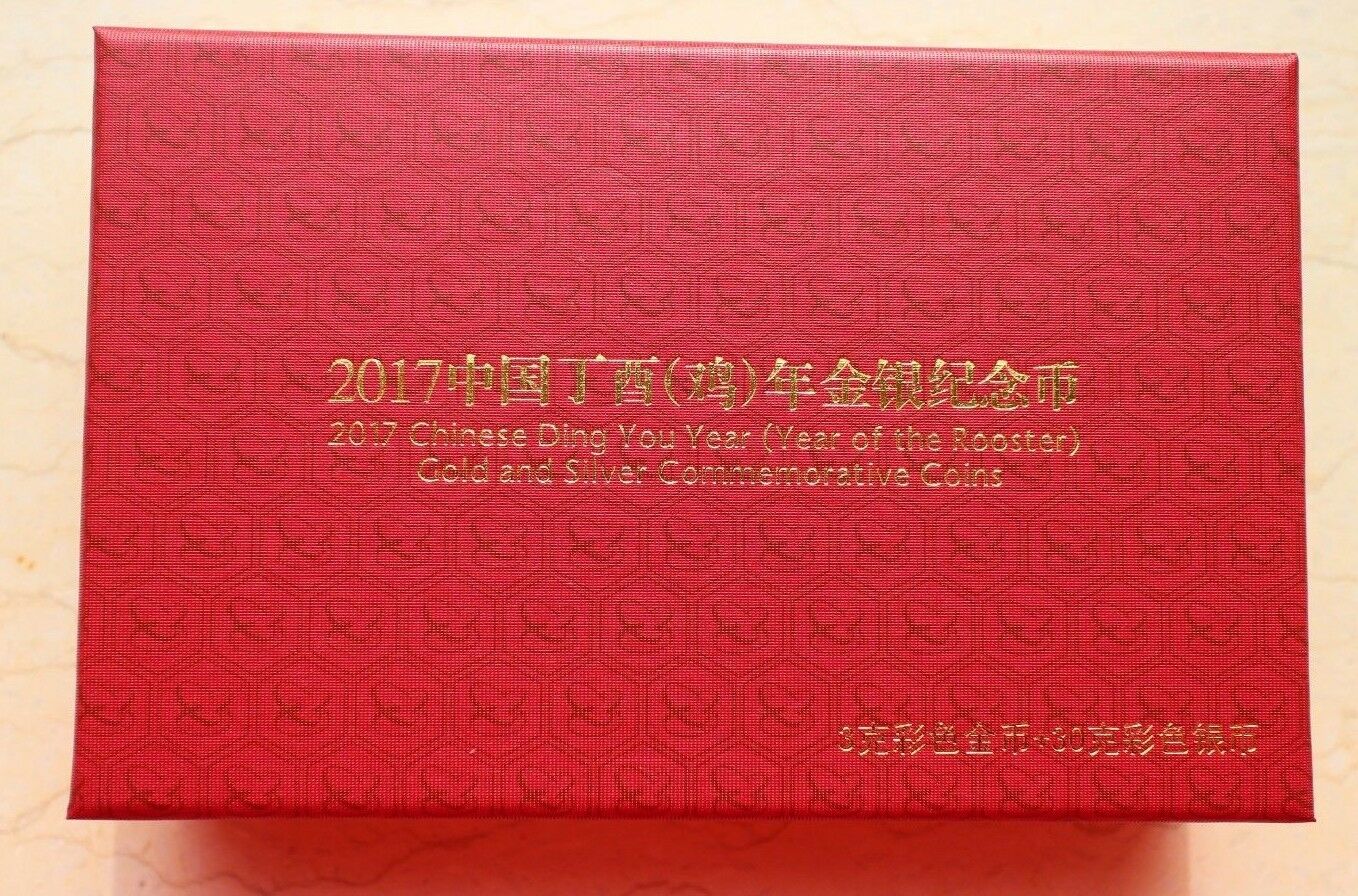 2017中国丁酉(鸡)年金银纪念币
2017 Chinese Ding You Year (Year of the Rooster)
Gold and Silver Commemorative Coins
3克彩色金币+30克彩色银币